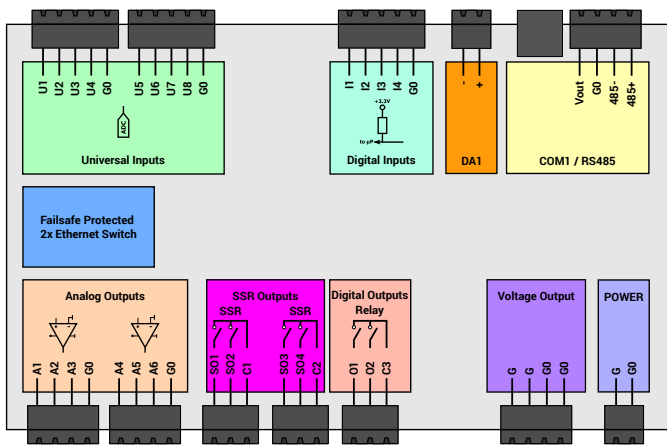 U1 U2 U3 U4 G0 U5 U6 U7 U8 G0
ADC
Universal Inputs
I1 I2 I3 I4 G0
+3.3V
to µP
Digital Inputs
- +
DA1
Vout G0 485- 485+
COM1 / RS485
Failsafe Protected
2x Ethernet Switch
Analog Outputs
A1 A2 A3 G0 A4 A5 A6 G0
SSR Outputs
SSR SSR
SO1 SO2 C1 SO3 SO4 C2
Digital Outputs
Relay
O1 O2 C3
Voltage Output
G G G0 G0
POWER
G G0